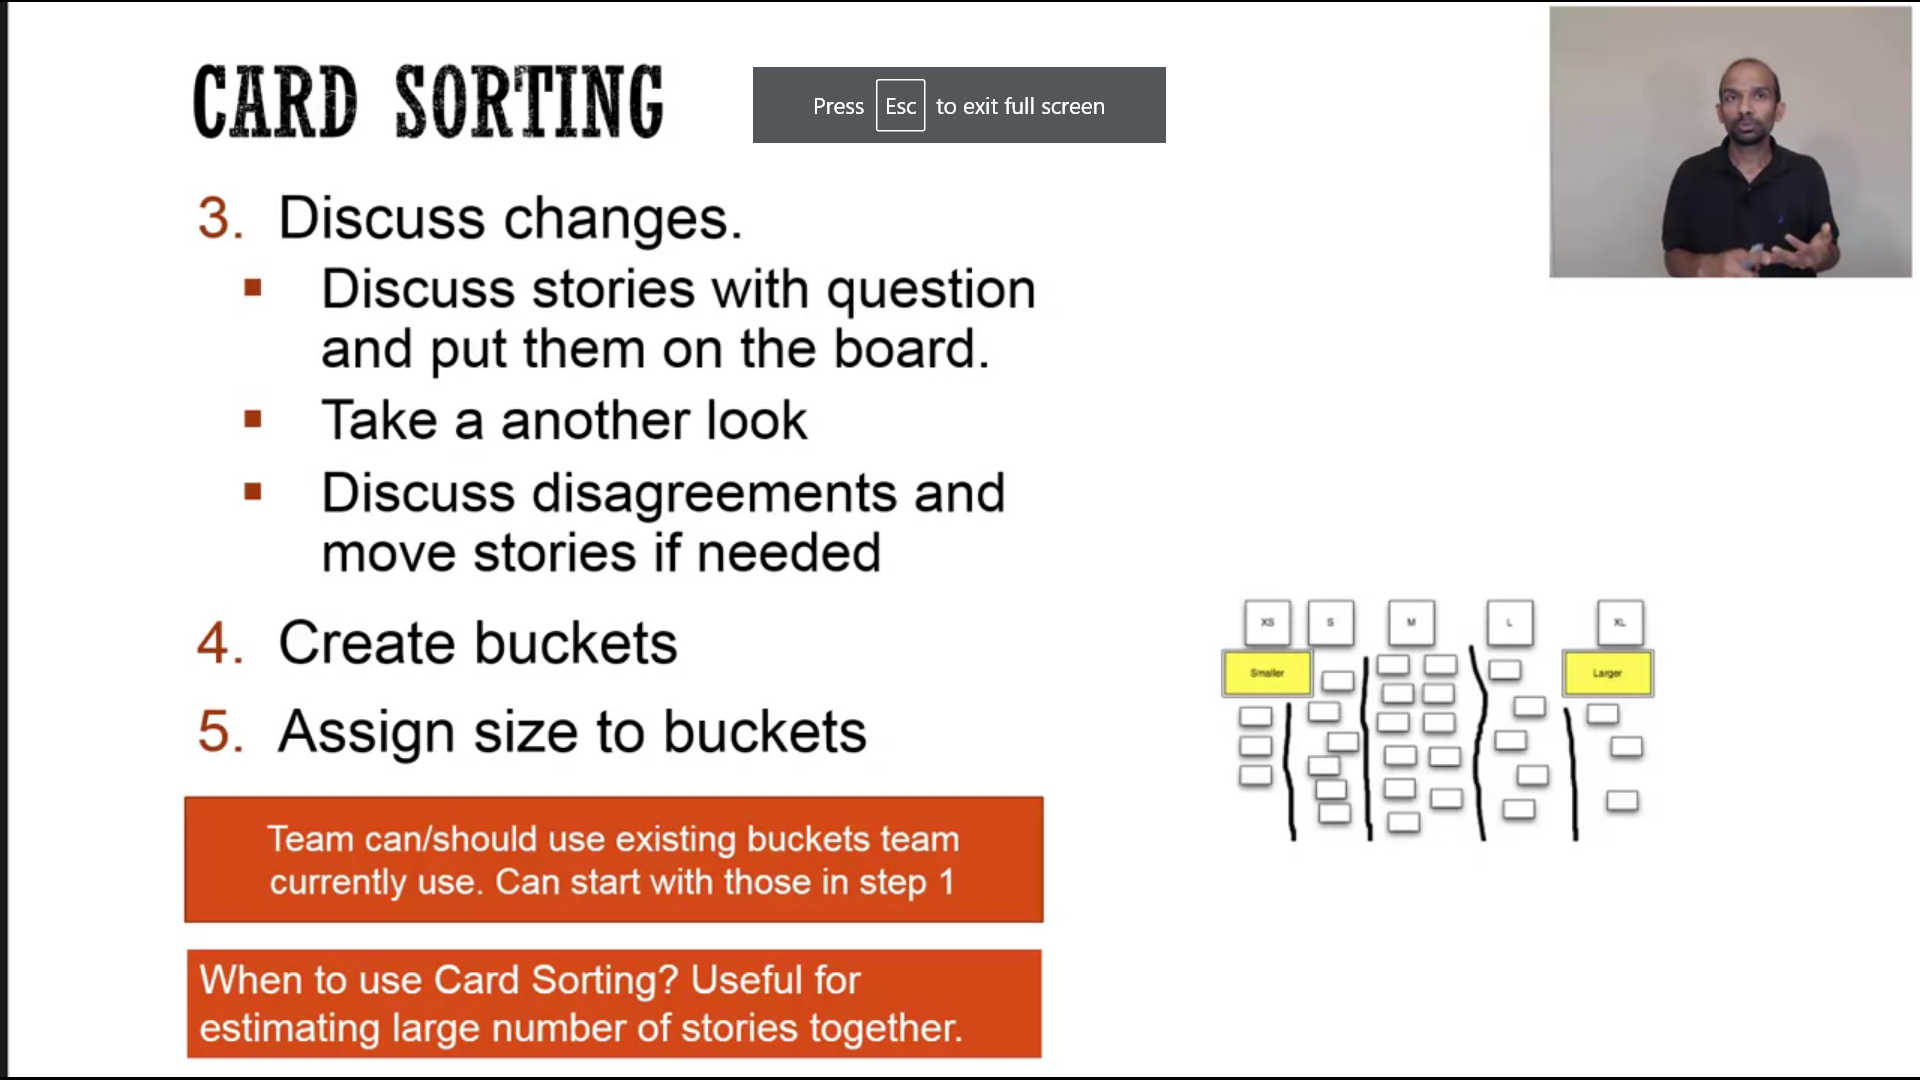 CARD SORTING
Press Esc to exit full screen
3. Discuss changes.
▪ Discuss stories with question
and put them on the board.
▪ Take a another look
▪ Discuss disagreements and
move stories if needed
4. Create buckets
5. Assign size to buckets
Team can/should use existing buckets team
currently use. Can start with those in step 1
When to use Card Sorting? Useful for
estimating large number of stories together.
XS S M L XL
Smaller Larger